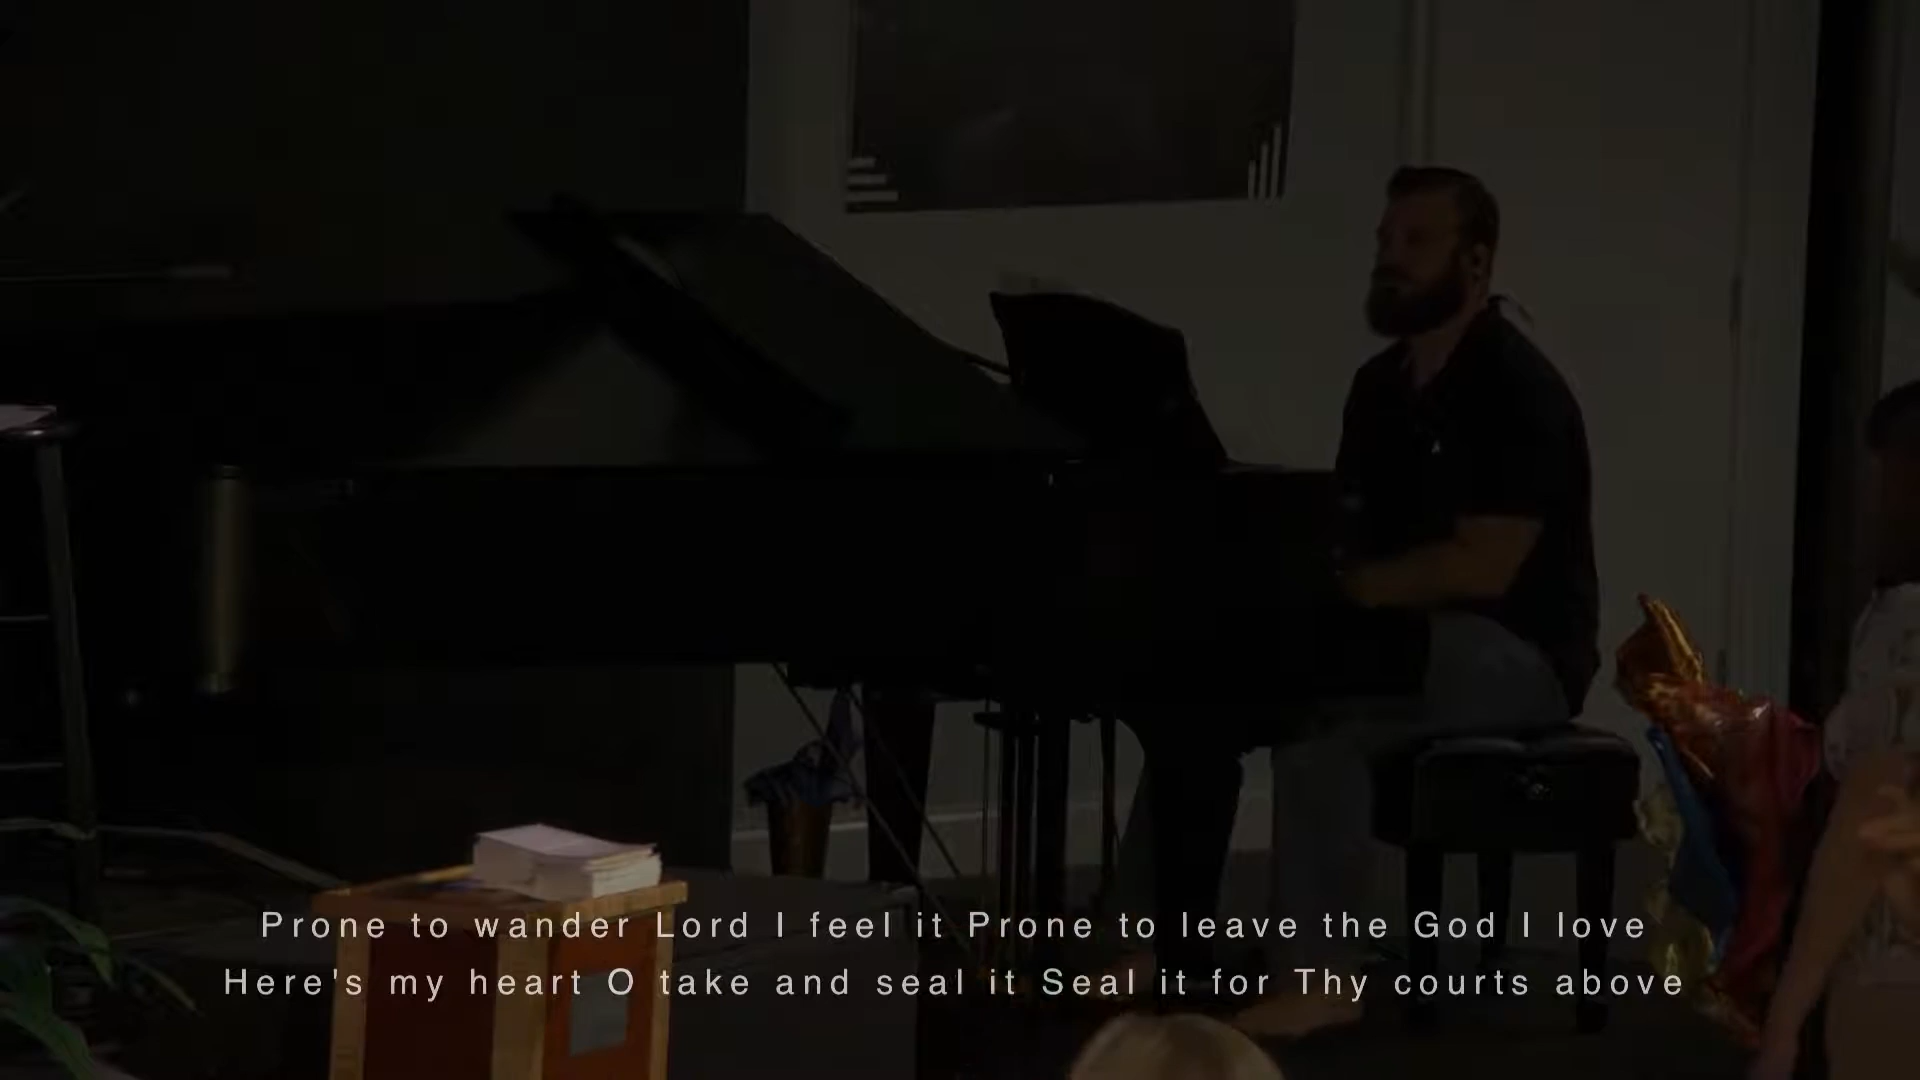 Prone to wander Lord I feel it Prone to leave the God I love
Here's my heart O take and seal it Seal it for Thy courts above